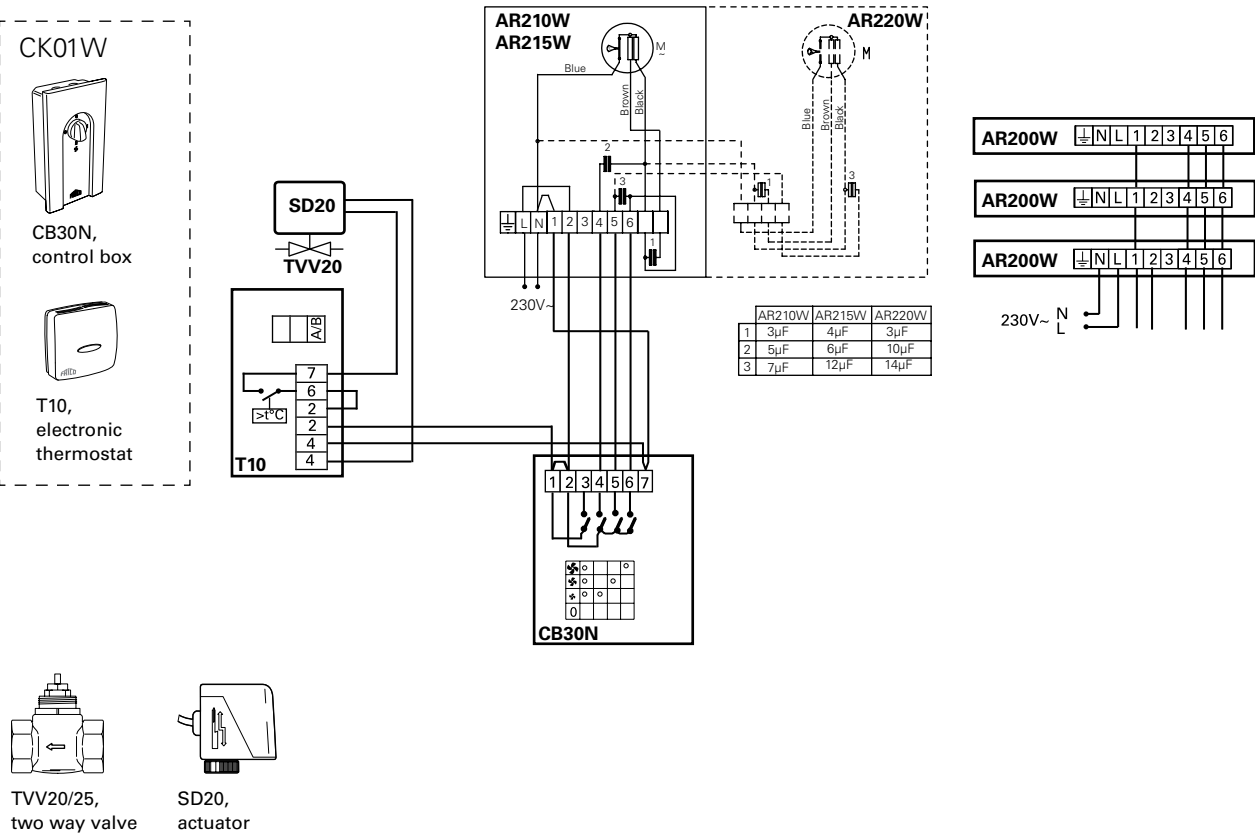 CK01W
CB30N,
control box
FRICO
T10,
electronic
thermostat
SD20
TVV20
A/B
7
6
2
2
4
4
>t°C
T10
AR210W
AR215W
M
~
Blue
Brown
Black
2
3
1
L N 1 2 3 4 5 6
230V~
AR220W
M
Blue
Brown
Black
1
3
AR210W AR215W AR220W
1 3µF 4µF 3µF
2 5µF 6µF 10µF
3 7µF 12µF 14µF
1 2 3 4 5 6 7
0
CB30N
AR200W N L 1 2 3 4 5 6
AR200W N L 1 2 3 4 5 6
AR200W N L 1 2 3 4 5 6
230V~ N
L
TVV20/25,
two way valve
SD20,
actuator